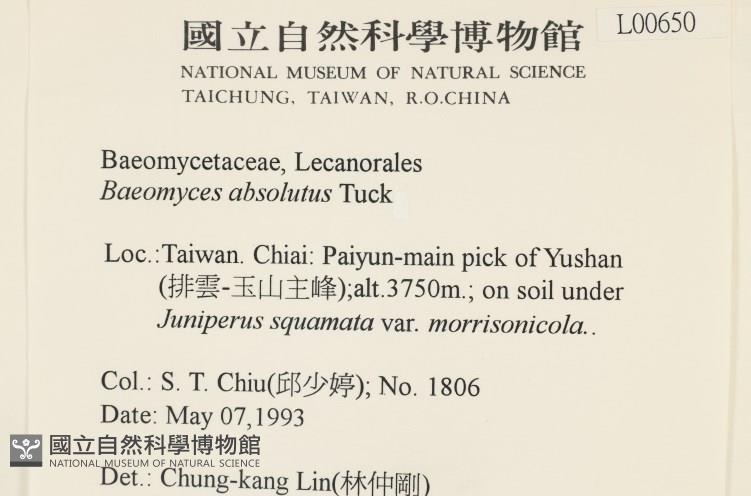 國立自然科學博物館
L00650
NATIONAL MUSEUM OF NATURAL SCIENCE
TAICHUNG, TAIWAN, R.O.CHINA
Baeomycetaceae, Lecanorales
Baeomyces absolutus Tuck
Loc.:Taiwan. Chiai: Paiyun-main pick of Yushan
(排雲-玉山主峰);alt.3750m.; on soil under
Juniperus squamata var. morrisonicola..
Col.: S. T. Chiu(邱少婷); No. 1806
Date: May 07,1993
國立自然科學博物館
NATIONAL MUSEUM OF NATURAL SCIENCE
Det.: Chung-kang Lin(林仲剛)